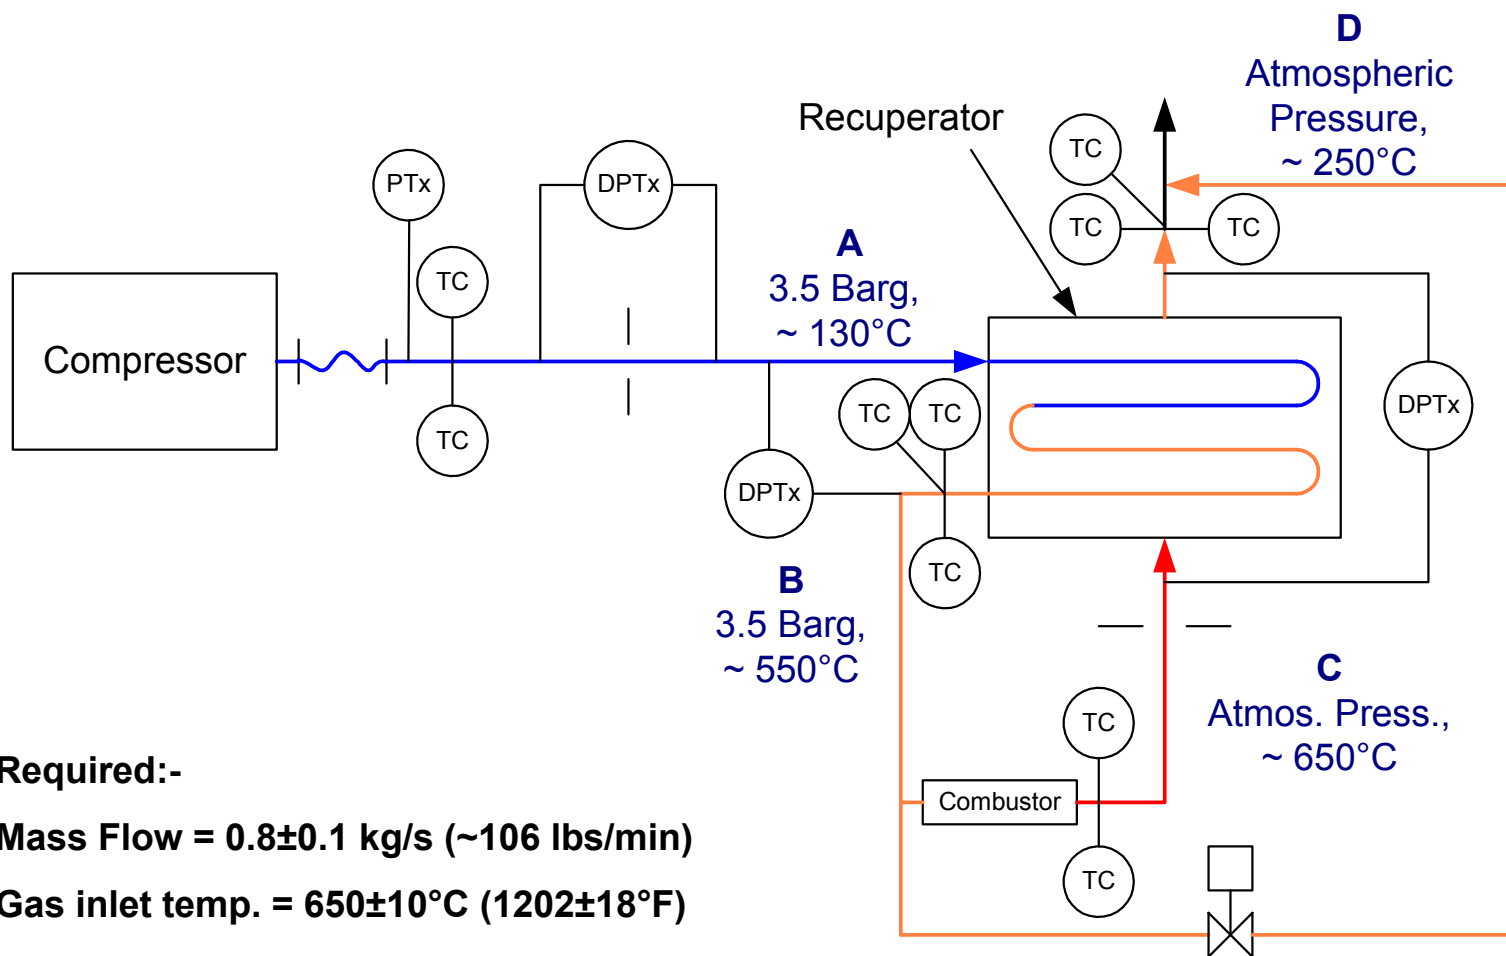 D
Atmospheric
Pressure,
~ 250°C
Recuperator
TC
PTx
DPTx
TC
TC
A
3.5 Barg,
~ 130°C
TC
Compressor
TC
TC
TC
DPTx
DPTx
TC
B
3.5 Barg,
~ 550°C
C
Atmos. Press.,
~ 650°C
TC
Combustor
TC
Required:-
Mass Flow = 0.8±0.1 kg/s (~106 lbs/min)
Gas inlet temp. = 650±10°C (1202±18°F)